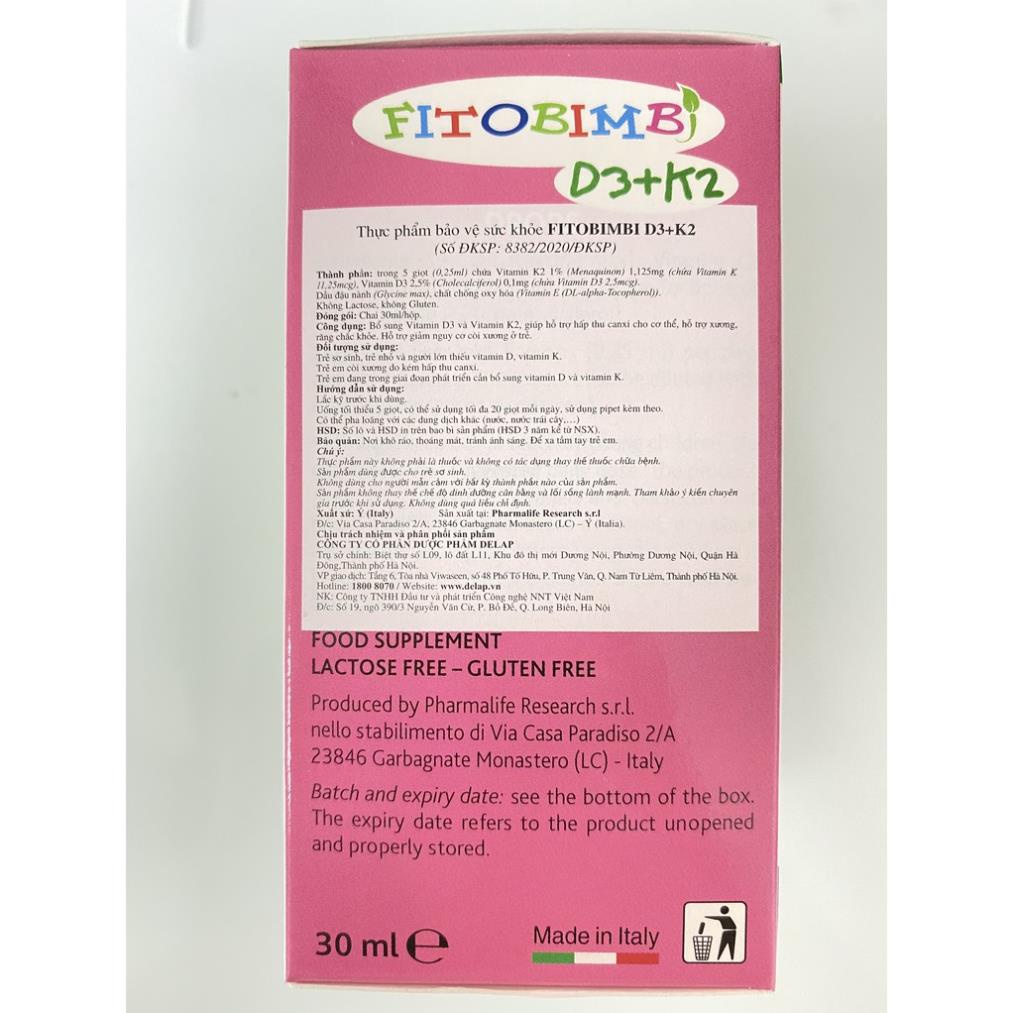 FITOBIMBi
D3+K2
Thực phẩm bảo vệ sức khỏe FITOBIMBI D3+K2
(Số ĐKSP: 8382/2020/ĐKSP)
Thành phần: trong 5 giọt (0,25ml) chứa Vitamin K2 1% (Menaquinon) 1,125mg (chứa Vitamin K
11,25mcg), Vitamin D3 2,5% (Cholecalciferol) 0,1mg (chứa Vitamin D3 2,5mcg).
Dầu đậu nành (Glycine max), chất chống oxy hóa (Vitamin E (DL-alpha-Tocopherol)).
Không Lactose, không Gluten.
Đóng gói: Chai 30ml/hộp.
Công dụng: Bổ sung Vitamin D3 và Vitamin K2, giúp hỗ trợ hấp thu canxi cho cơ thể, hỗ trợ xương,
răng chắc khỏe. Hỗ trợ giảm nguy cơ còi xương ở trẻ.
Đối tượng sử dụng:
Trẻ sơ sinh, trẻ nhỏ và người lớn thiếu vitamin D, vitamin K.
Trẻ em còi xương do kém hấp thu canxi.
Trẻ em đang trong giai đoạn phát triển cần bổ sung vitamin D và vitamin K.
Hướng dẫn sử dụng:
Lắc kỹ trước khi dùng.
Uống tối thiểu 5 giọt, có thể sử dụng tối đa 20 giọt mỗi ngày, sử dụng pipet kèm theo.
Có thể pha loãng với các dung dịch khác (nước, nước trái cây,...)
HSD: Số lô và HSD in trên bao bì sản phẩm (HSD 3 năm kể từ NSX).
Bảo quản: Nơi khô ráo, thoáng mát, tránh ánh sáng. Để xa tầm tay trẻ em.
Chú ý:
Thực phẩm này không phải là thuốc và không có tác dụng thay thế thuốc chữa bệnh.
Sản phẩm dùng được cho trẻ sơ sinh.
Không dùng cho người mẫn cảm với bất kỳ thành phần nào của sản phẩm.
Sản phẩm không thay thế chế độ dinh dưỡng cân bằng và lối sống lành mạnh. Tham khảo ý kiến chuyên
gia trước khi sử dụng. Không dùng quá liều chỉ định.
Xuất xứ: Ý (Italy) Sản xuất tại: Pharmalife Research s.r.l
Đ/c: Via Casa Paradiso 2/A, 23846 Garbagnate Monastero (LC) – Ý (Italia).
Chịu trách nhiệm và phân phối sản phẩm
CÔNG TY CỔ PHẦN DƯỢC PHẨM DELAP
Trụ sở chính: Biệt thự số L09, lô đất L11, Khu đô thị mới Dương Nội, Phường Dương Nội, Quận Hà
Đông,Thành phố Hà Nội.
VP giao dịch: Tầng 6, Tòa nhà Viwaseen, số 48 Phố Tố Hữu, P. Trung Văn, Q. Nam Từ Liêm, Thành phố Hà Nội.
Hotline: 1800 8070 / Website: www.delap.vn
NK: Công ty TNHH Đầu tư và phát triển Công nghệ NNT Việt Nam
Đ/c: Số 19, ngõ 390/3 Nguyễn Văn Cừ, P. Bồ Đề, Q. Long Biên, Hà Nội
FOOD SUPPLEMENT
LACTOSE FREE – GLUTEN FREE
Produced by Pharmalife Research s.r.l.
nello stabilimento di Via Casa Paradiso 2/A
23846 Garbagnate Monastero (LC) - Italy
Batch and expiry date: see the bottom of the box.
The expiry date refers to the product unopened
and properly stored.
30 ml ℮
Made in Italy